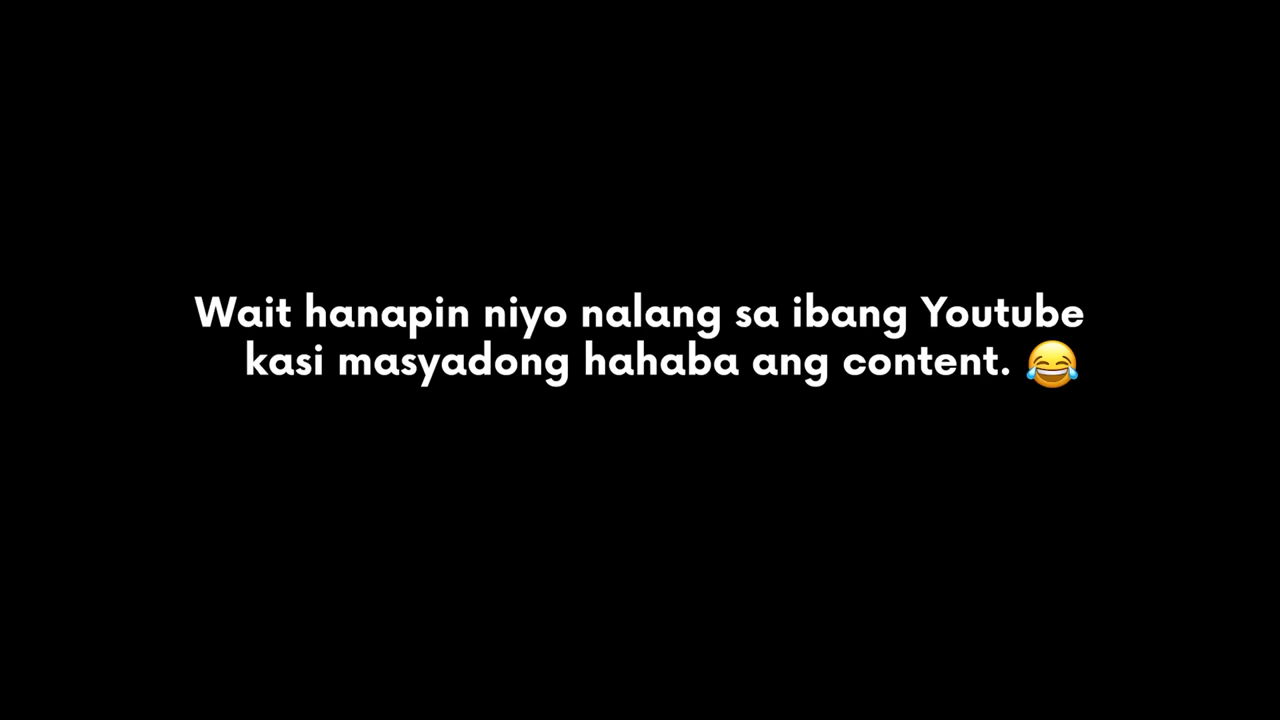 Wait hanapin niyo nalang sa ibang Youtube
kasi masyadong hahaba ang content. 😂